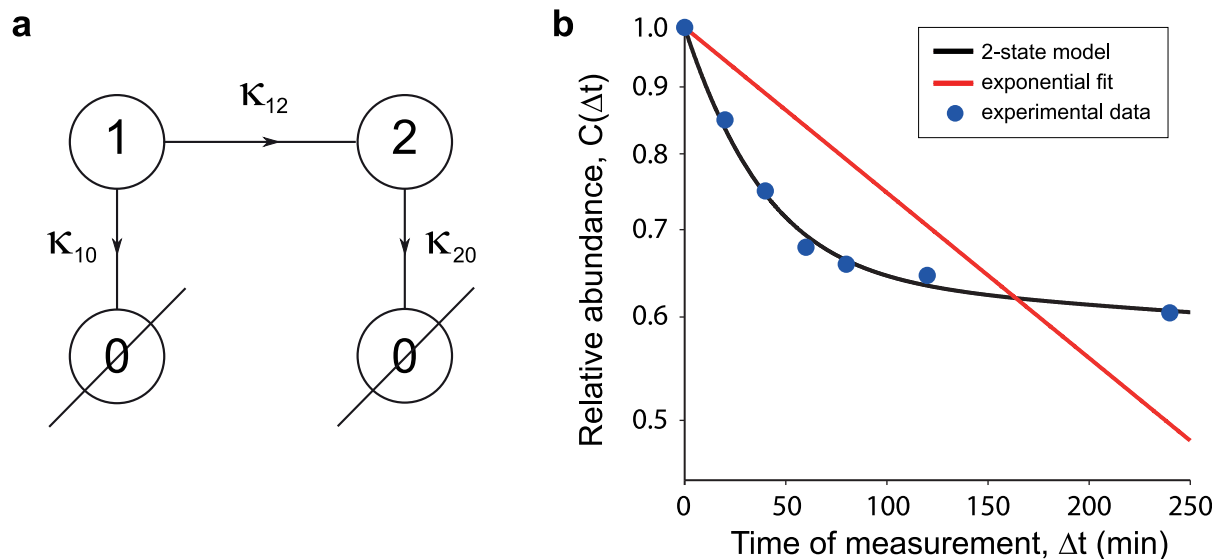 a
κ12
1
2
κ10
κ20
0
0
b
1.0
0.9
0.8
0.7
0.6
0.5
Relative abundance, C(Δt)
2-state model
exponential fit
experimental data
0
50
100
150
200
250
Time of measurement, Δt (min)